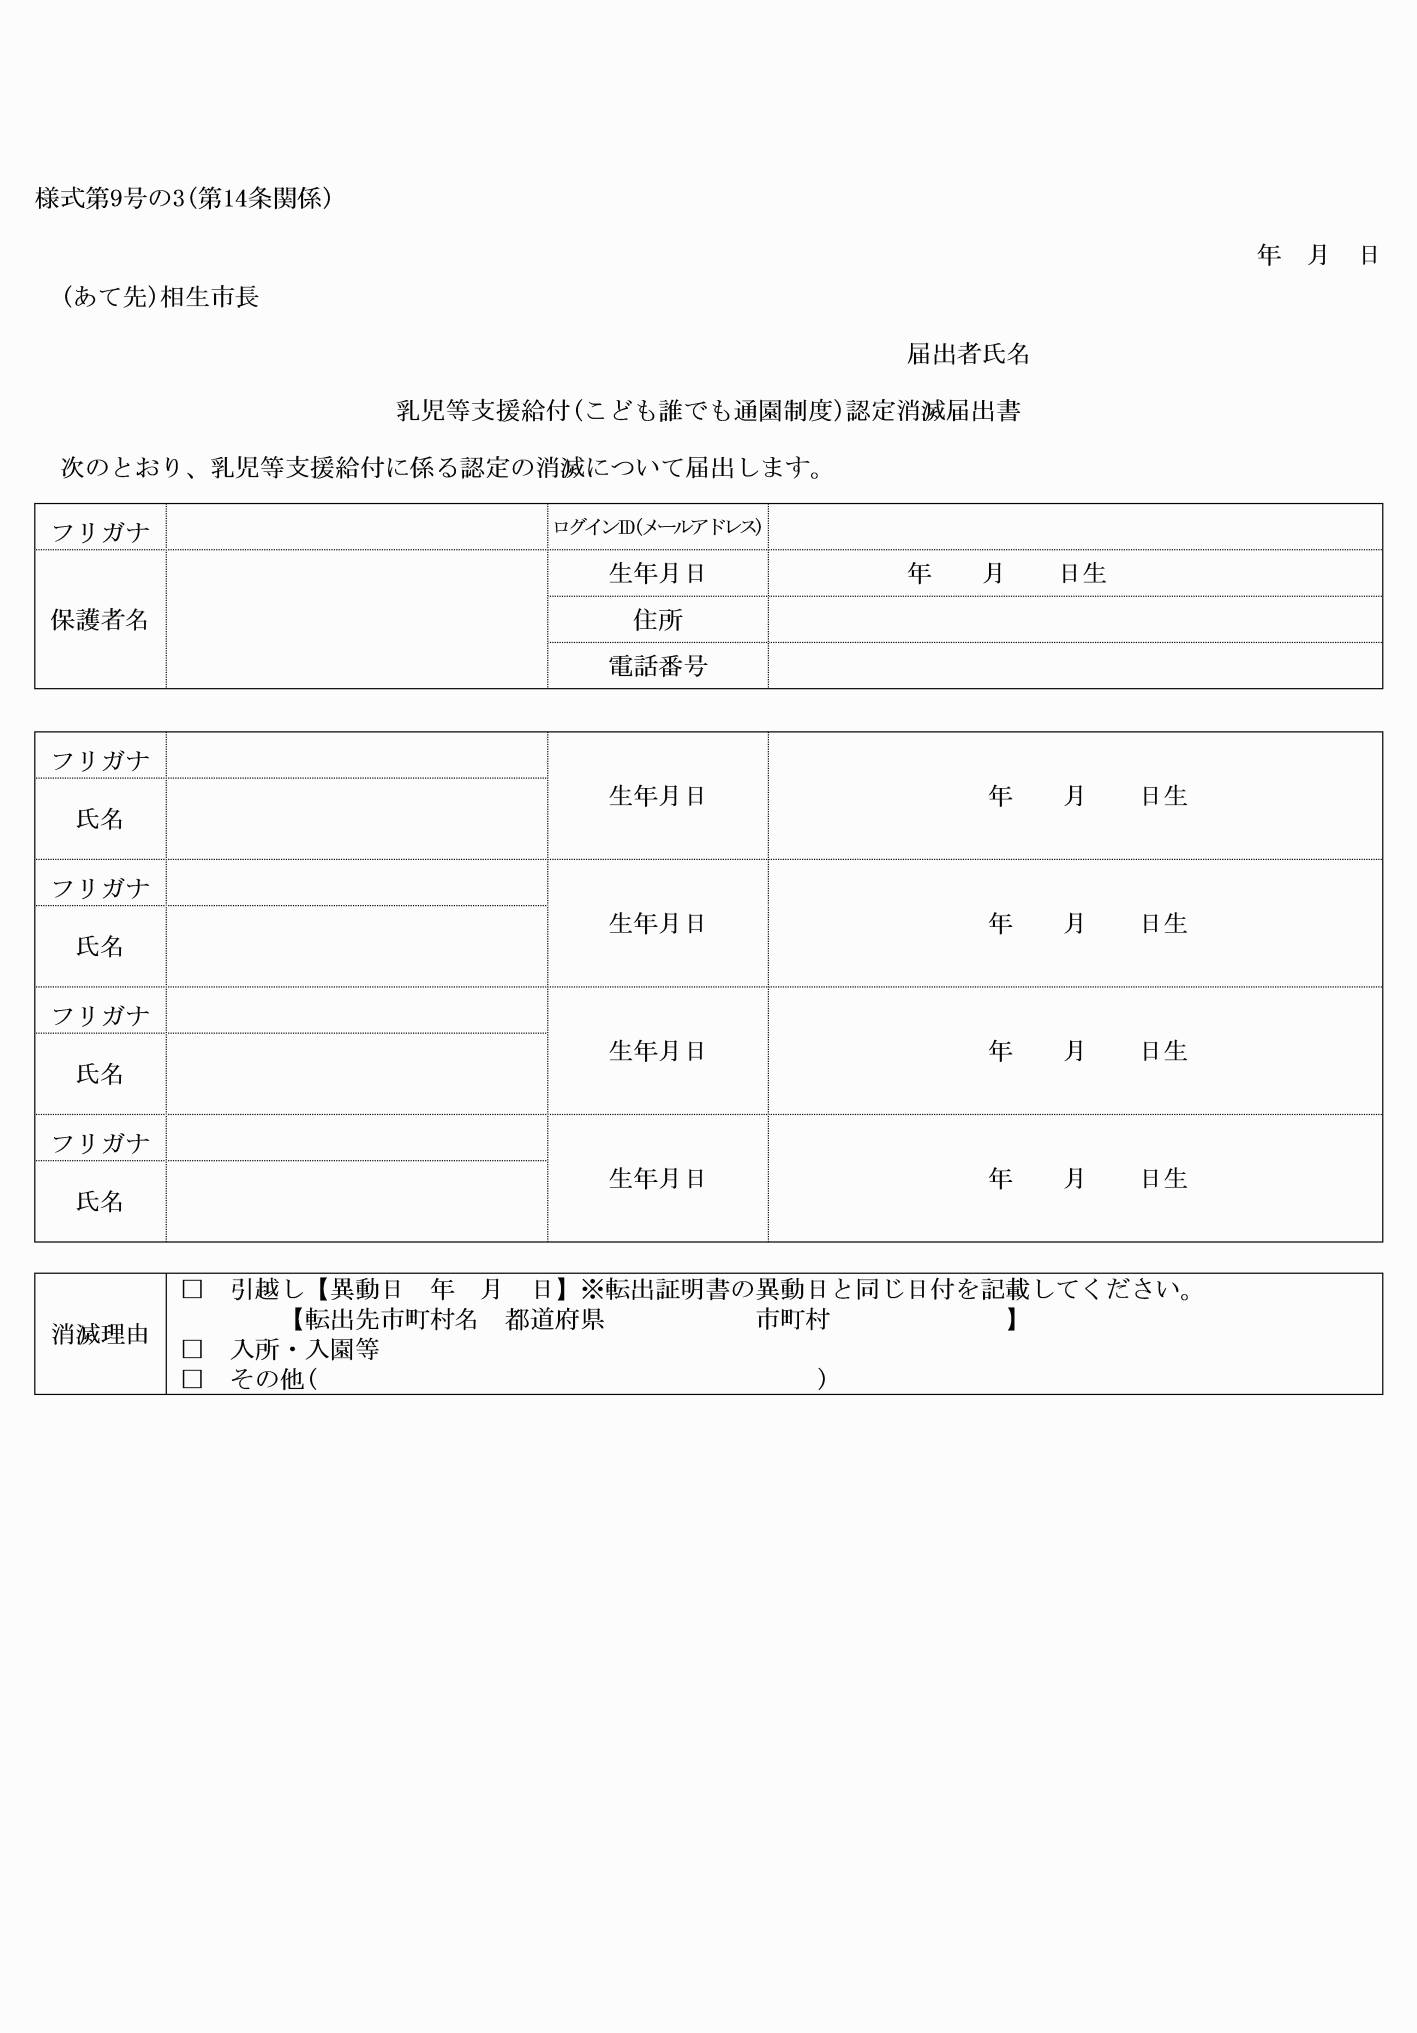 様式第9号の3(第14条関係)
年　月　日
(あて先)相生市長
届出者氏名
乳児等支援給付(こども誰でも通園制度)認定消滅届出書
次のとおり、乳児等支援給付に係る認定の消滅について届出します。
フリガナ　ログインID(メールアドレス)
保護者名　生年月日　年　月　日生
住所
電話番号
フリガナ
氏名　生年月日　年　月　日生
フリガナ
氏名　生年月日　年　月　日生
フリガナ
氏名　生年月日　年　月　日生
フリガナ
氏名　生年月日　年　月　日生
消滅理由
□　引越し【異動日　年　月　日】※転出証明書の異動日と同じ日付を記載してください。
【転出先市町村名　都道府県　　　　　　市町村　　　　　　　】
□　入所・入園等
□　その他(　　　　　　　　　　　　　　　　　　　　)